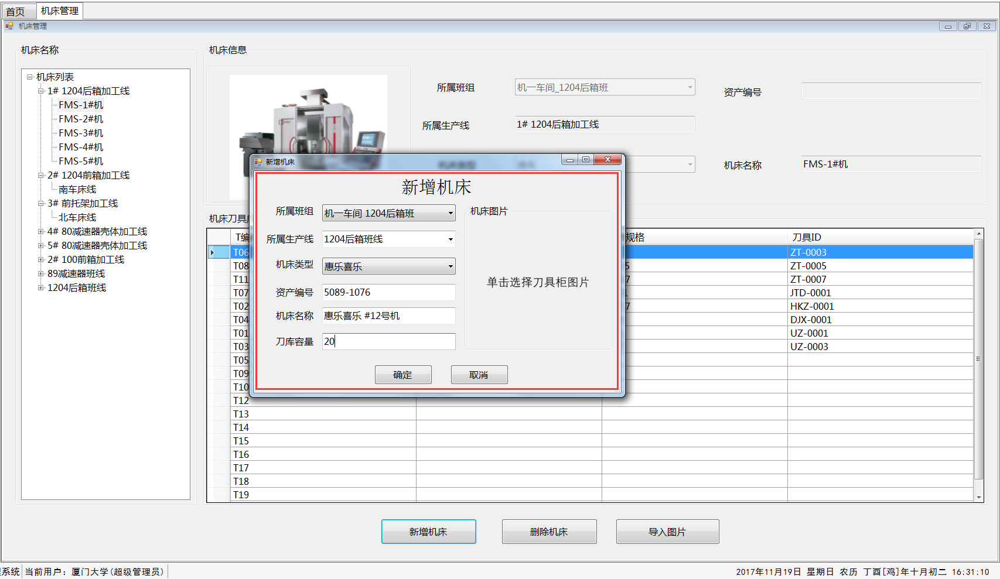 首页
机床管理
机床管理
机床名称
机床列表
1# 1204后箱加工线
FMS-1#机
FMS-2#机
FMS-3#机
FMS-4#机
FMS-5#机
2# 1204前箱加工线
南车床线
3# 前托架加工线
北车床线
4# 80减速器壳体加工线
5# 80减速器壳体加工线
2# 100前箱加工线
89减速器班线
1204后箱班线
机床信息
所属班组
机一车间_1204后箱班
资产编号
所属生产线
1# 1204后箱加工线
机床名称
FMS-1#机
新增机床
新增机床
所属班组
机一车间 1204后箱班
所属生产线
1204后箱班线
机床类型
惠乐喜乐
资产编号
5089-1076
机床名称
惠乐喜乐 #12号机
刀库容量
20
机床图片
单击选择刀具柜图片
确定
取消
机床刀具
T编
规格
刀具ID
T06
ZT-0003
T08
5
ZT-0005
T11
7
ZT-0007
T07
JTD-0001
T02
7
HKZ-0001
T04
DJX-0001
T01
UZ-0001
T03
UZ-0003
T05
T09
T10
T12
T13
T14
T15
T16
T17
T18
T19
新增机床
删除机床
导入图片
系统
当前用户：厦门大学(超级管理员)
2017年11月19日 星期日 农历 丁酉[鸡]年十月初二 16:31:10